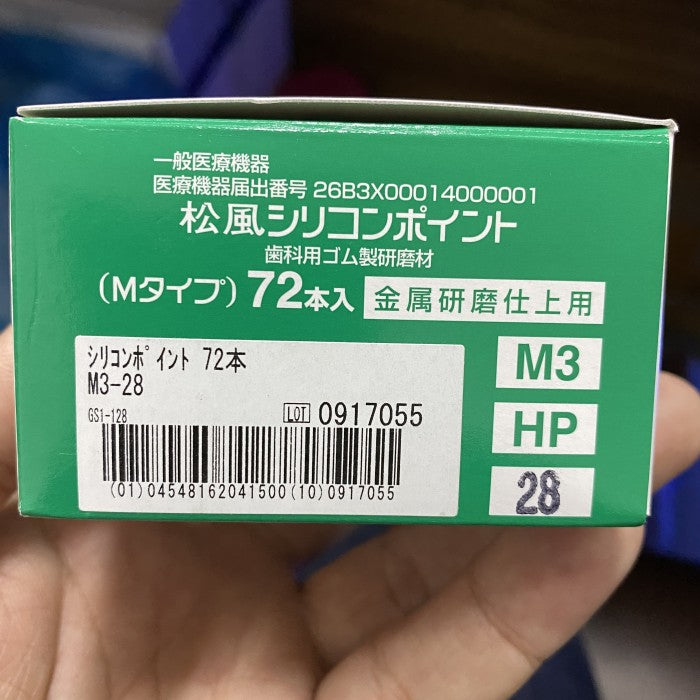 一般医療機器
医療機器届出番号 26B3X00014000001
松風シリコンポイント
歯科用ゴム製研磨材
(Mタイプ) 72本入 金属研磨仕上用
M3
HP
28
シリコンポイント 72本
M3-28
GS1-128 LOT 0917055
(01)04548162041500(10)0917055